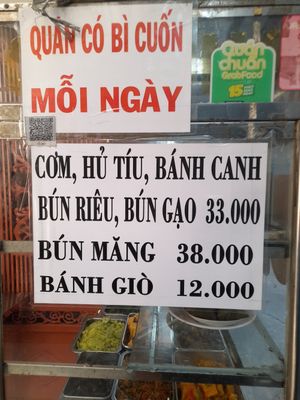 QUÁN CÓ BÌ CUỐN
MỖI NGÀY
Quán
chuẩn
GrabFood
15
CƠM, HỦ TÍU, BÁNH CANH
BÚN RIÊU, BÚN GẠO 33.000
BÚN MĂNG 38.000
BÁNH GIÒ 12.000